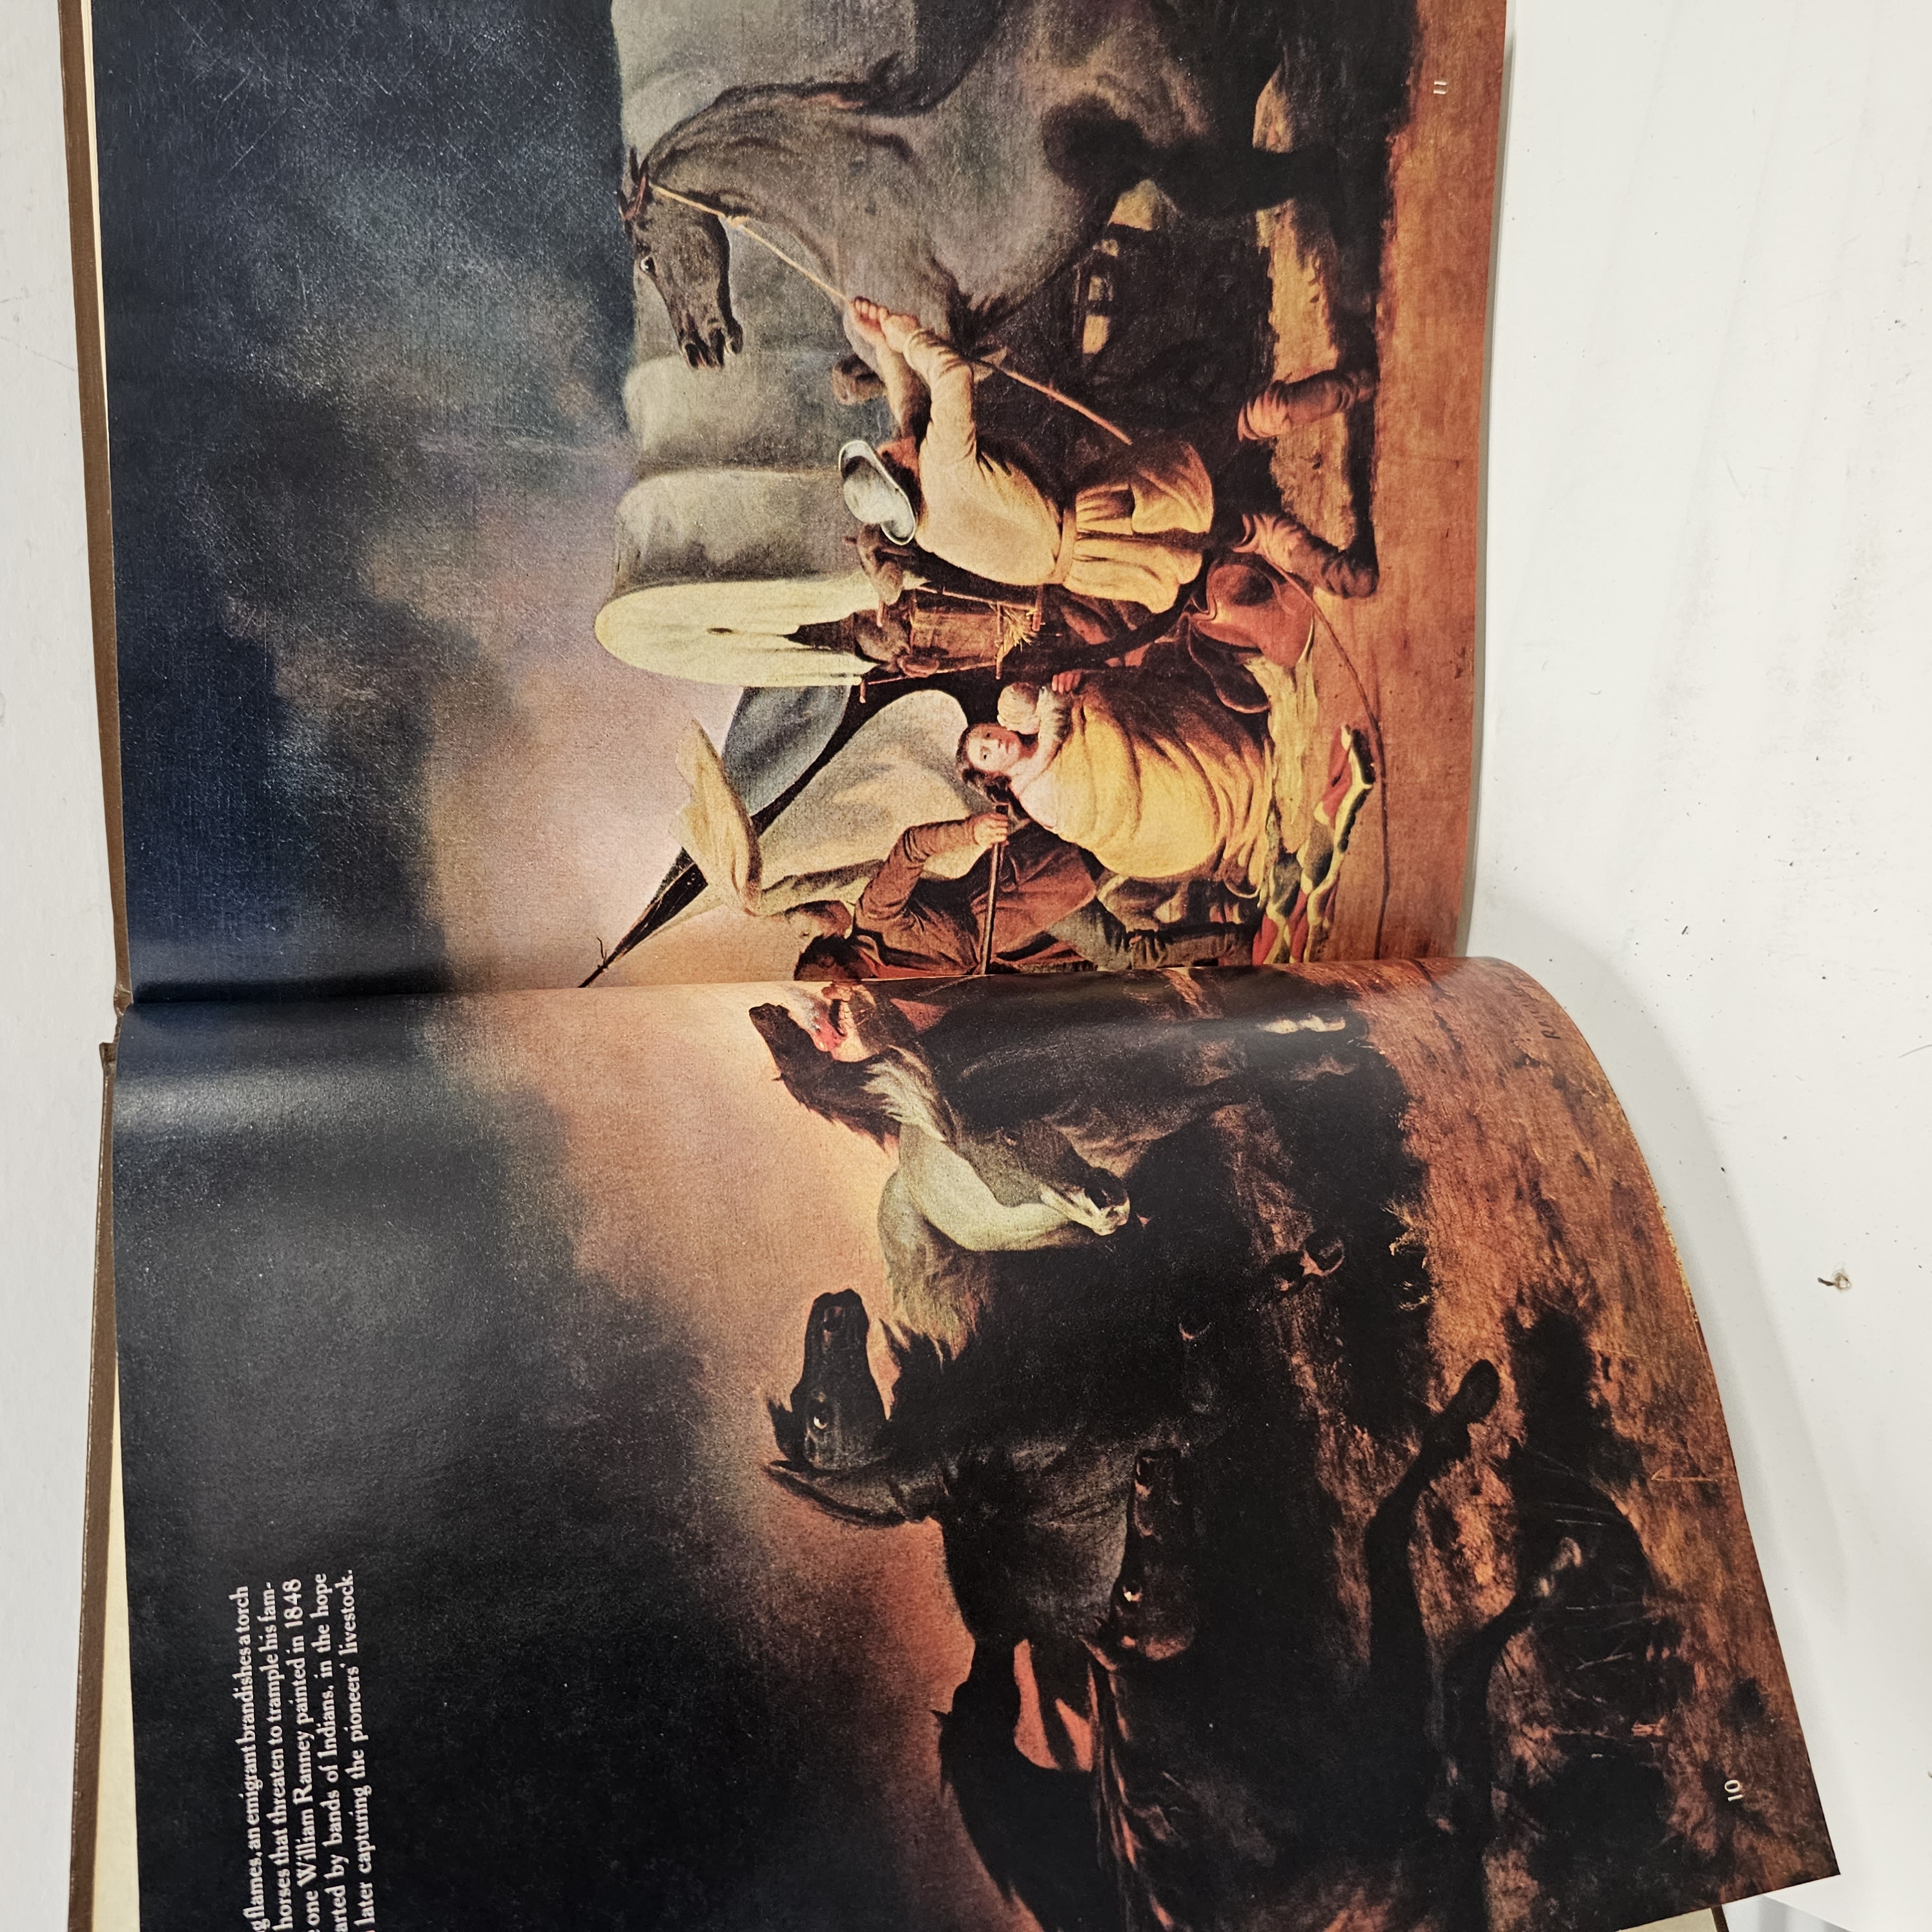 flames, an emigrant brandishes a torch
horses that threaten to trample his fam-
one William Ranney painted in 1848
arted by bands of Indians, in the hope
later capturing the pioneers' livestock.
10
11